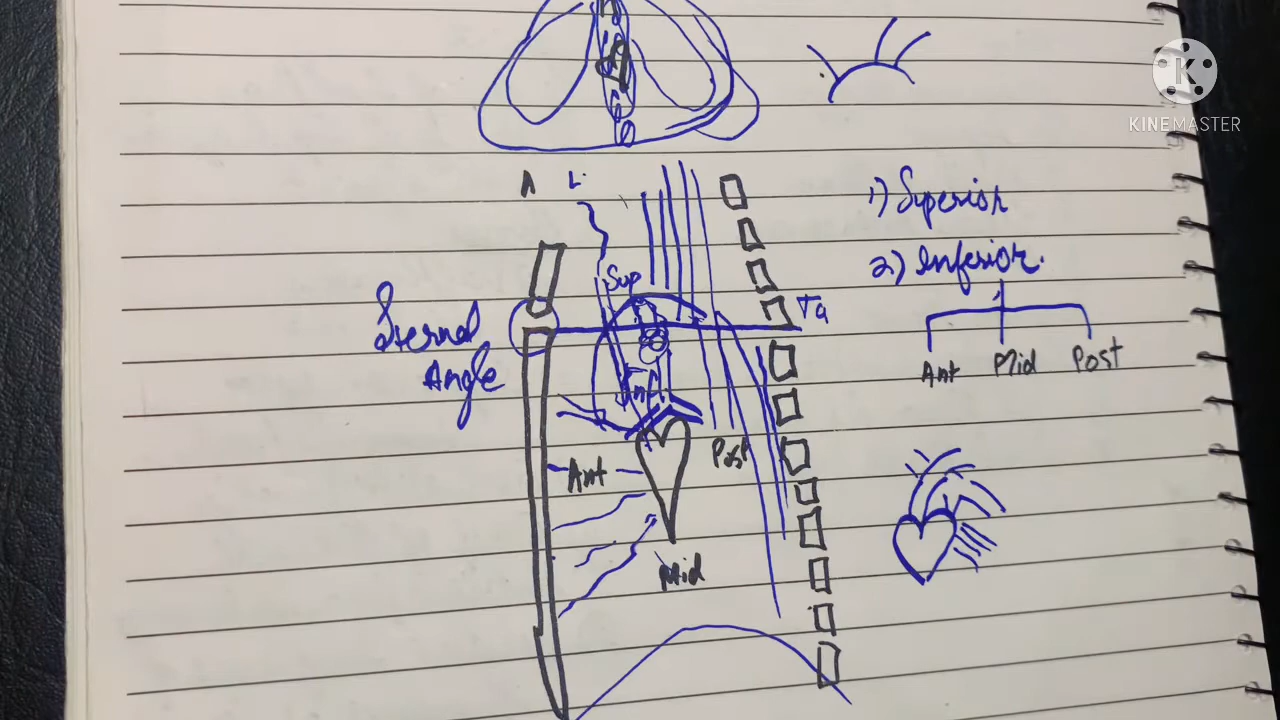 K
KINEMASTER
A
1) Superior
2) Inferior.
Sup
T4
Sternal
Angle
Inf
Ant Mid Post
Ant
Post
Mid